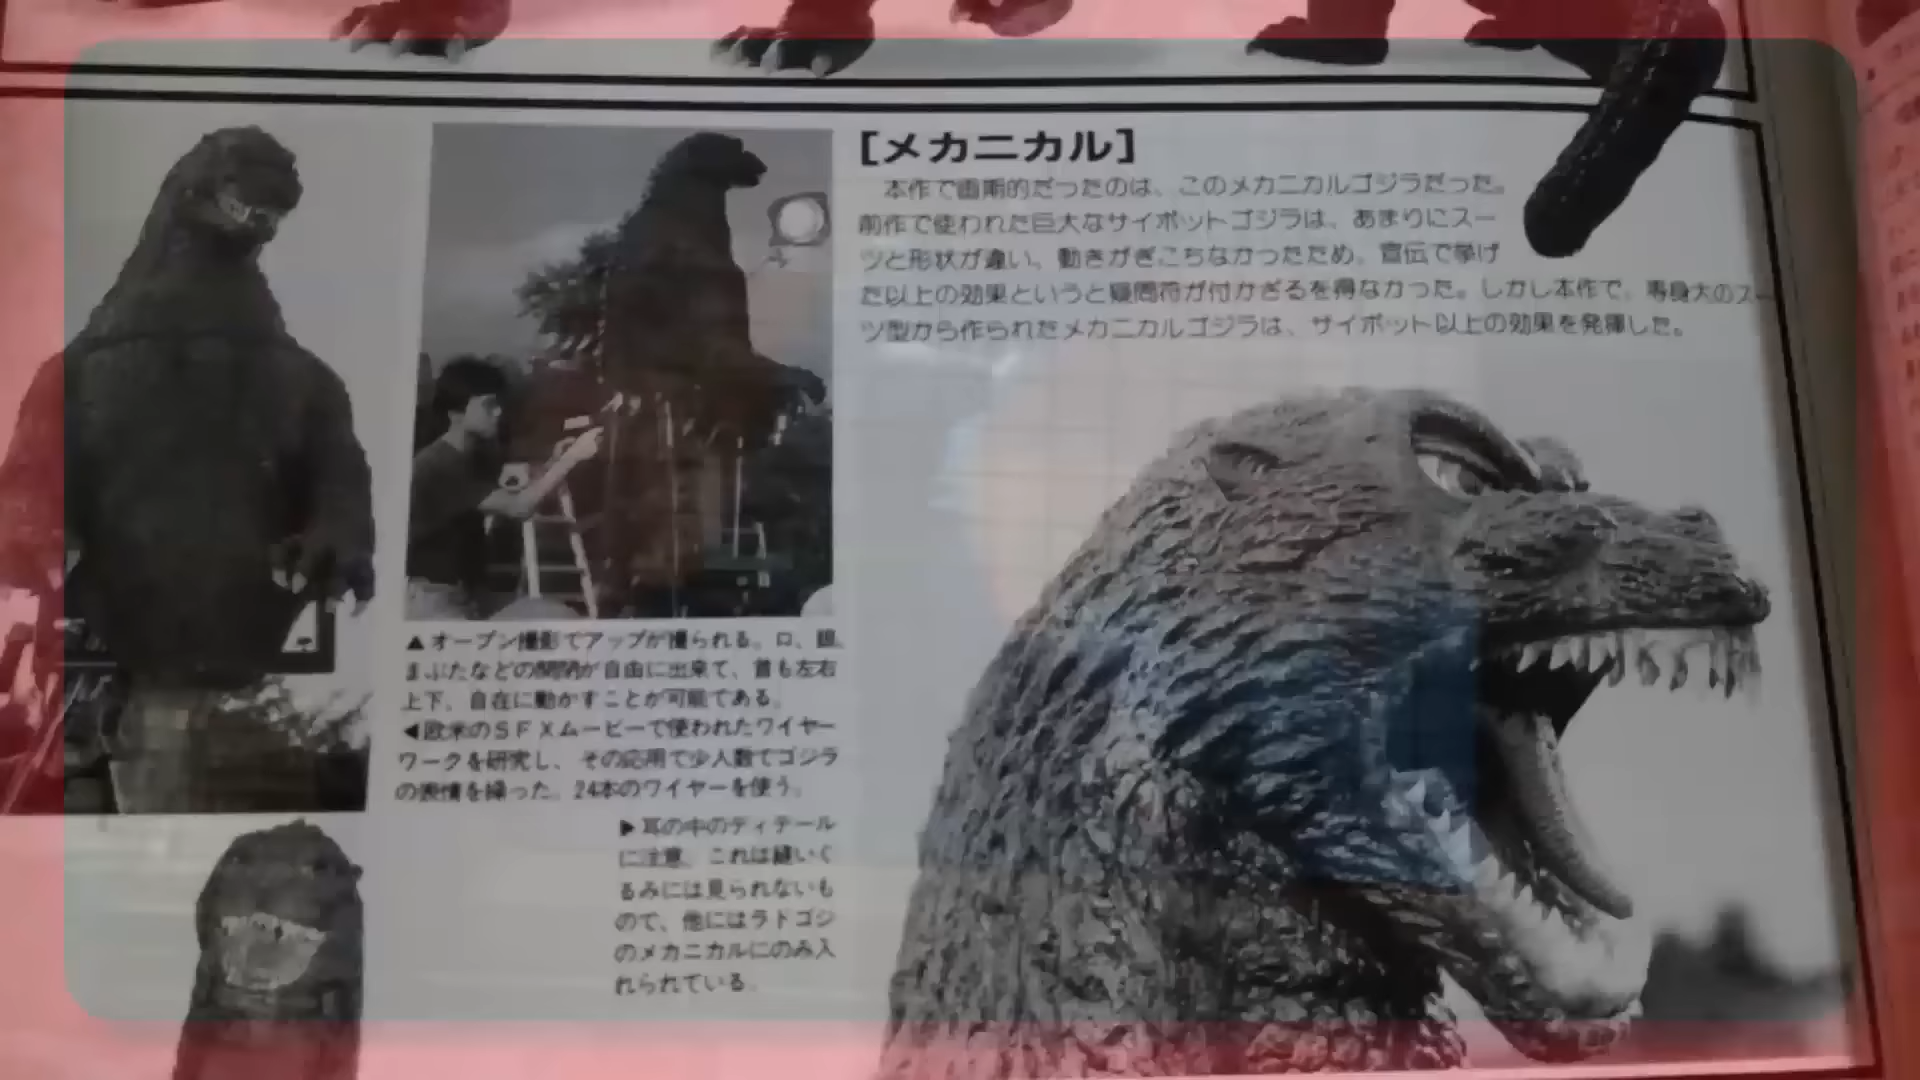 [メカニカル]
本作で画期的だったのは、このメカニカルゴジラだった。
前作で使われた巨大なサイボットゴジラは、あまりにスー
ツと形状が違い、動きがぎこちなかったため、宣伝で挙げ
た以上の効果というと疑問符が付かざるを得なかった。しかし本作で、等身大のスー
ツ型から作られたメカニカルゴジラは、サイボット以上の効果を発揮した。
▲オープン撮影でアップが撮られる。口、眼、
まぶたなどの開閉が自由に出来て、首も左右
上下、自在に動かすことが可能である。
◀欧米のSFXムービーで使われたワイヤー
ワークを研究し、その応用で少人数でゴジラ
の表情を操った。24本のワイヤーを使う。
▶耳の中のディテール
に注意。これは縫いぐ
るみには見られないも
ので、他にはラドゴジ
のメカニカルにのみ入
れられている。